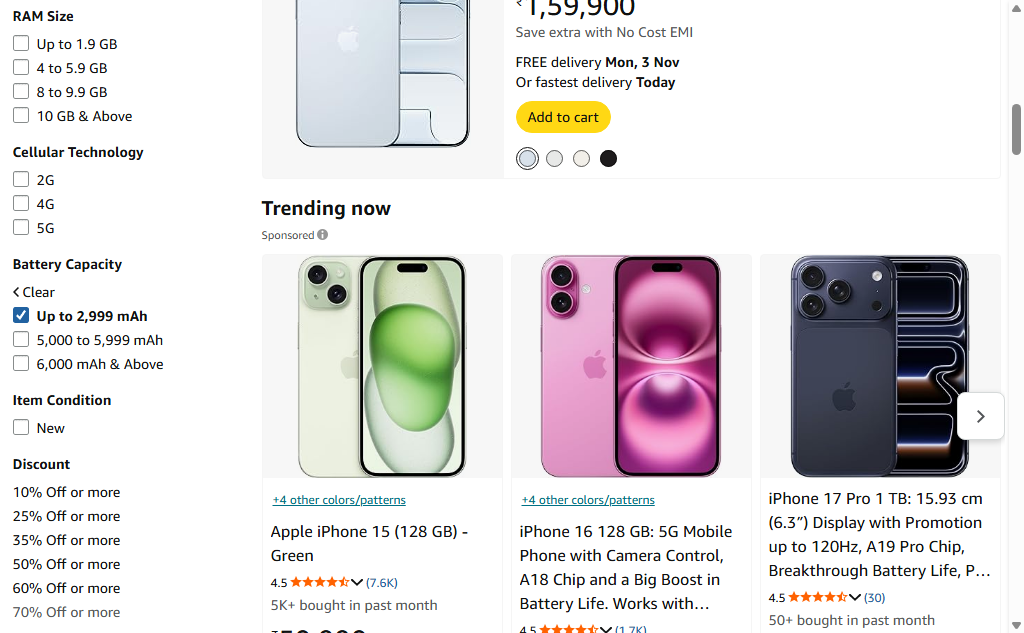 RAM Size
Up to 1.9 GB
4 to 5.9 GB
8 to 9.9 GB
10 GB & Above
Cellular Technology
2G
4G
5G
Battery Capacity
Clear
Up to 2,999 mAh
5,000 to 5,999 mAh
6,000 mAh & Above
Item Condition
New
Discount
10% Off or more
25% Off or more
35% Off or more
50% Off or more
60% Off or more
70% Off or more
₹1,59,900
Save extra with No Cost EMI
FREE delivery Mon, 3 Nov
Or fastest delivery Today
Add to cart
Trending now
Sponsored
+4 other colors/patterns
Apple iPhone 15 (128 GB) -
Green
4.5 (7.6K)
5K+ bought in past month
+4 other colors/patterns
iPhone 16 128 GB: 5G Mobile
Phone with Camera Control,
A18 Chip and a Big Boost in
Battery Life. Works with…
4.5 (1.7K)
iPhone 17 Pro 1 TB: 15.93 cm
(6.3″) Display with Promotion
up to 120Hz, A19 Pro Chip,
Breakthrough Battery Life, P…
4.5 (30)
50+ bought in past month